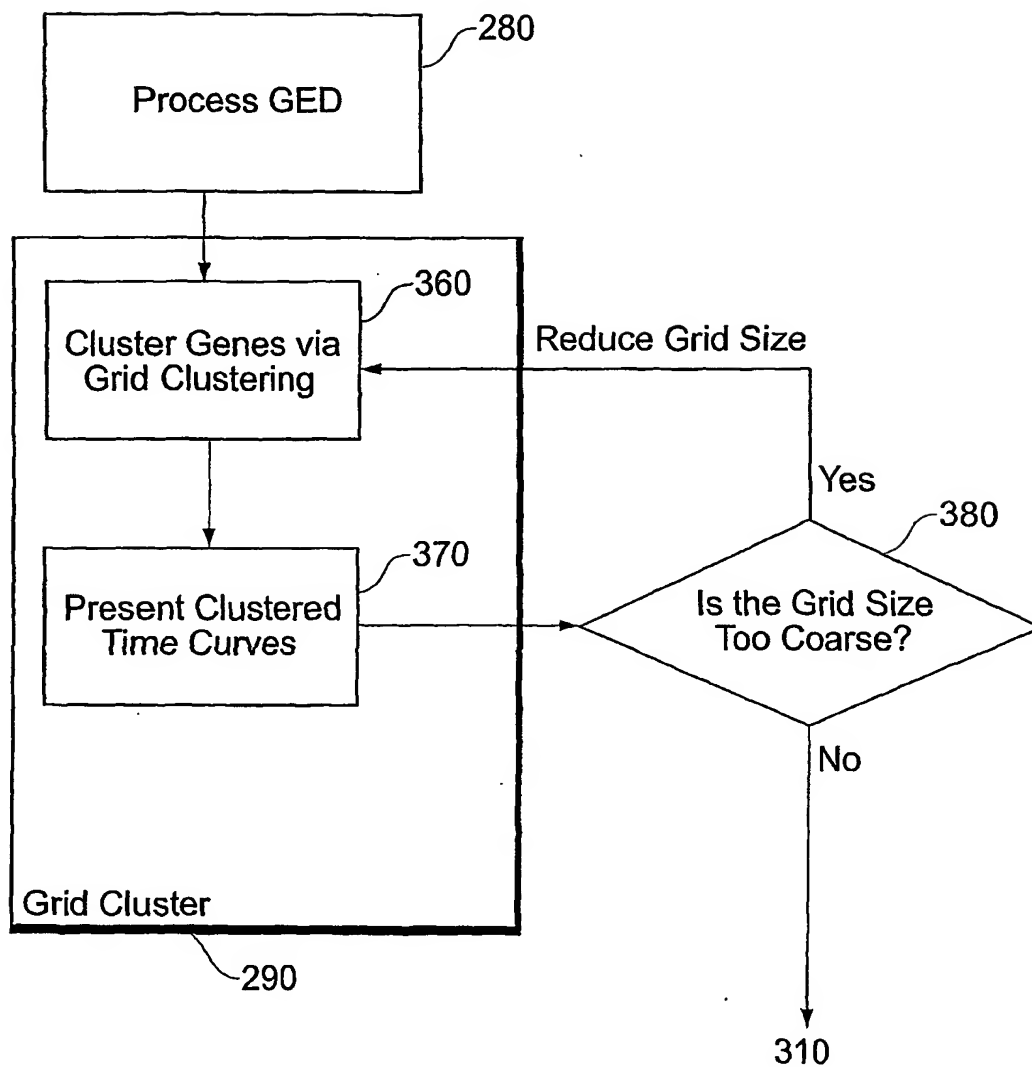 280
Process GED
360
Cluster Genes via
Grid Clustering
Reduce Grid Size
Yes
380
370
Present Clustered
Time Curves
Is the Grid Size
Too Coarse?
No
Grid Cluster
290
310